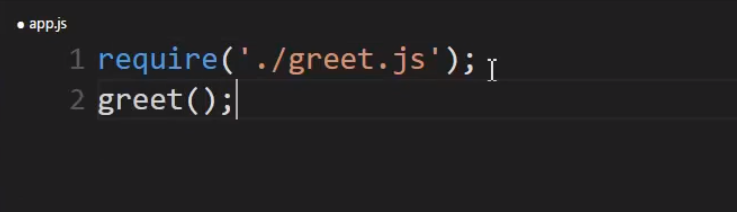 ● app.js
1 require('./greet.js');
2 greet();